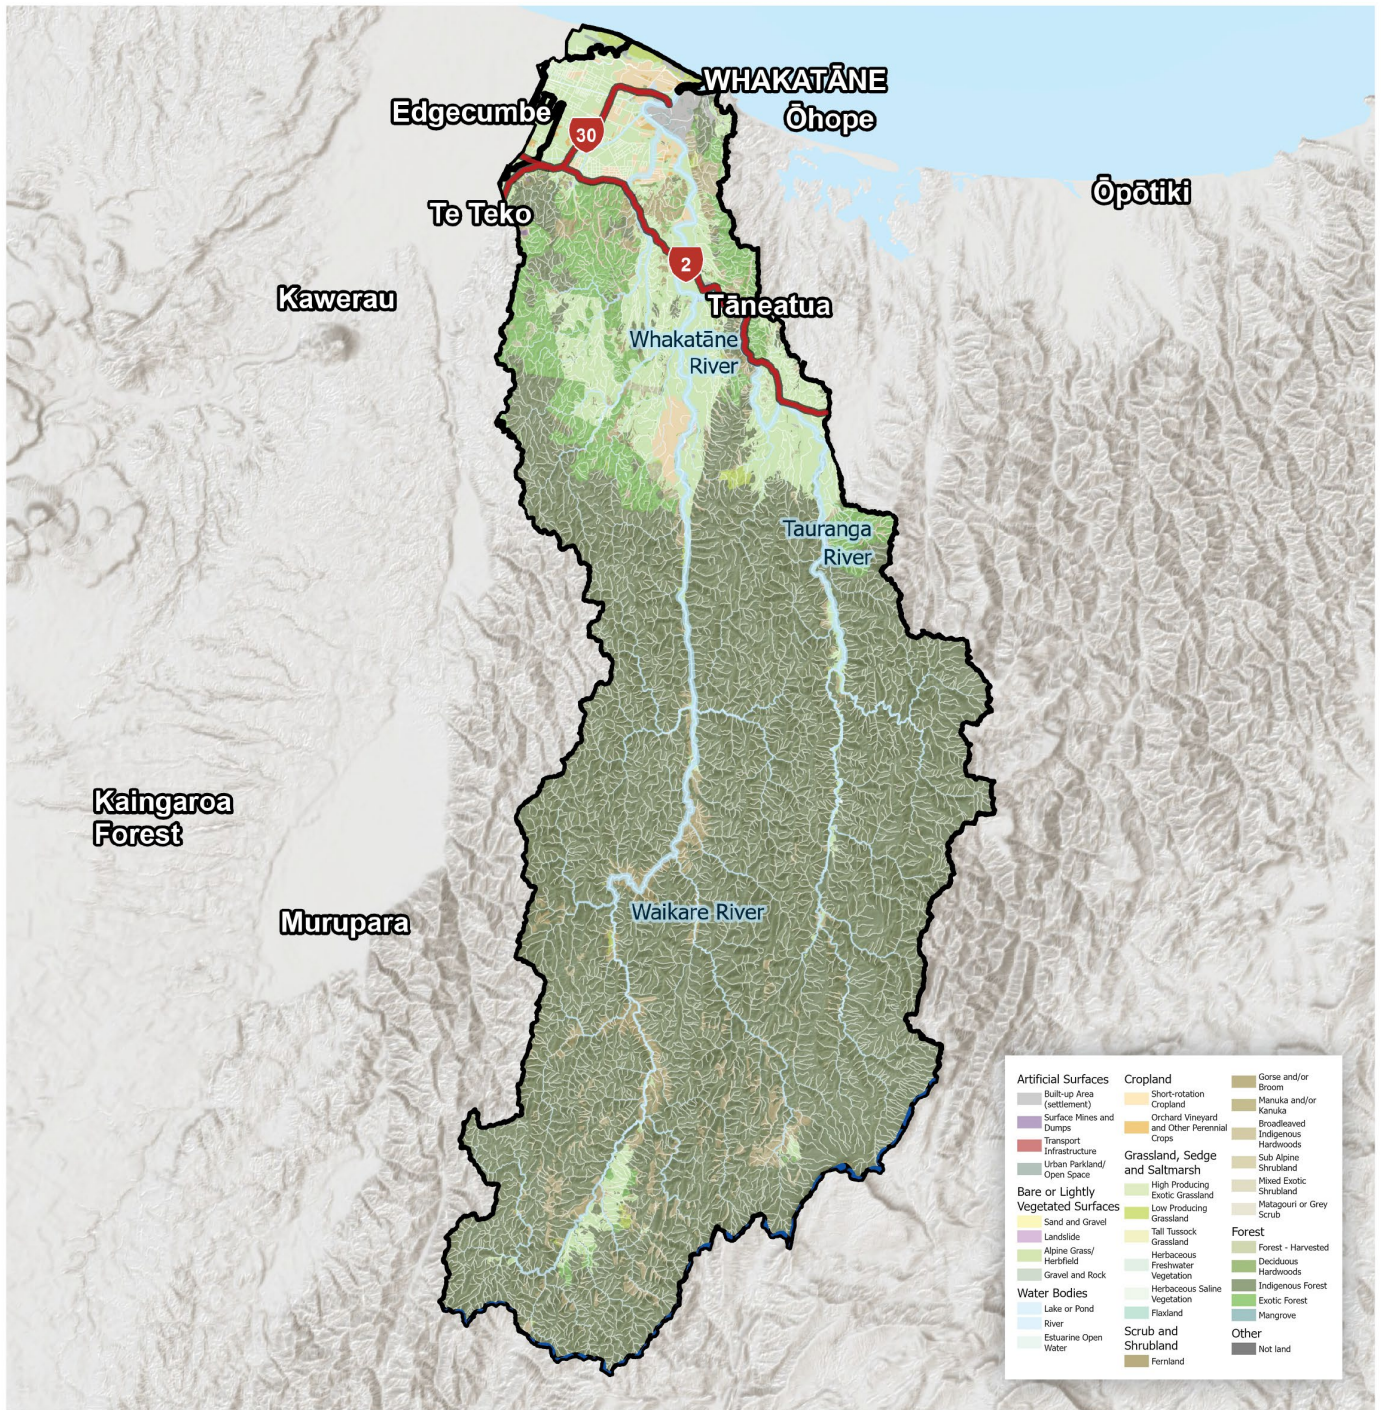 WHAKATĀNE
Edgecumbe
Ōhope
30
Ōpōtiki
Te Teko
2
Kawerau
Tāneatua
Whakatāne
River
Tauranga
River
Kaingaroa
Forest
Waikare River
Murupara
Artificial Surfaces
Built-up Area
(settlement)
Surface Mines and
Dumps
Transport
Infrastructure
Urban Parkland/
Open Space
Bare or Lightly
Vegetated Surfaces
Sand and Gravel
Landslide
Alpine Grass/
Herbfield
Gravel and Rock
Water Bodies
Lake or Pond
River
Estuarine Open
Water
Cropland
Short-rotation
Cropland
Orchard Vineyard
and Other Perennial
Crops
Grassland, Sedge
and Saltmarsh
High Producing
Exotic Grassland
Low Producing
Grassland
Tall Tussock
Grassland
Herbaceous
Freshwater
Vegetation
Herbaceous Saline
Vegetation
Flaxland
Scrub and
Shrubland
Fernland
Gorse and/or
Broom
Manuka and/or
Kanuka
Broadleaved
Indigenous
Hardwoods
Sub Alpine
Shrubland
Mixed Exotic
Shrubland
Matagouri or Grey
Scrub
Forest
Forest - Harvested
Deciduous
Hardwoods
Indigenous Forest
Exotic Forest
Mangrove
Other
Not land